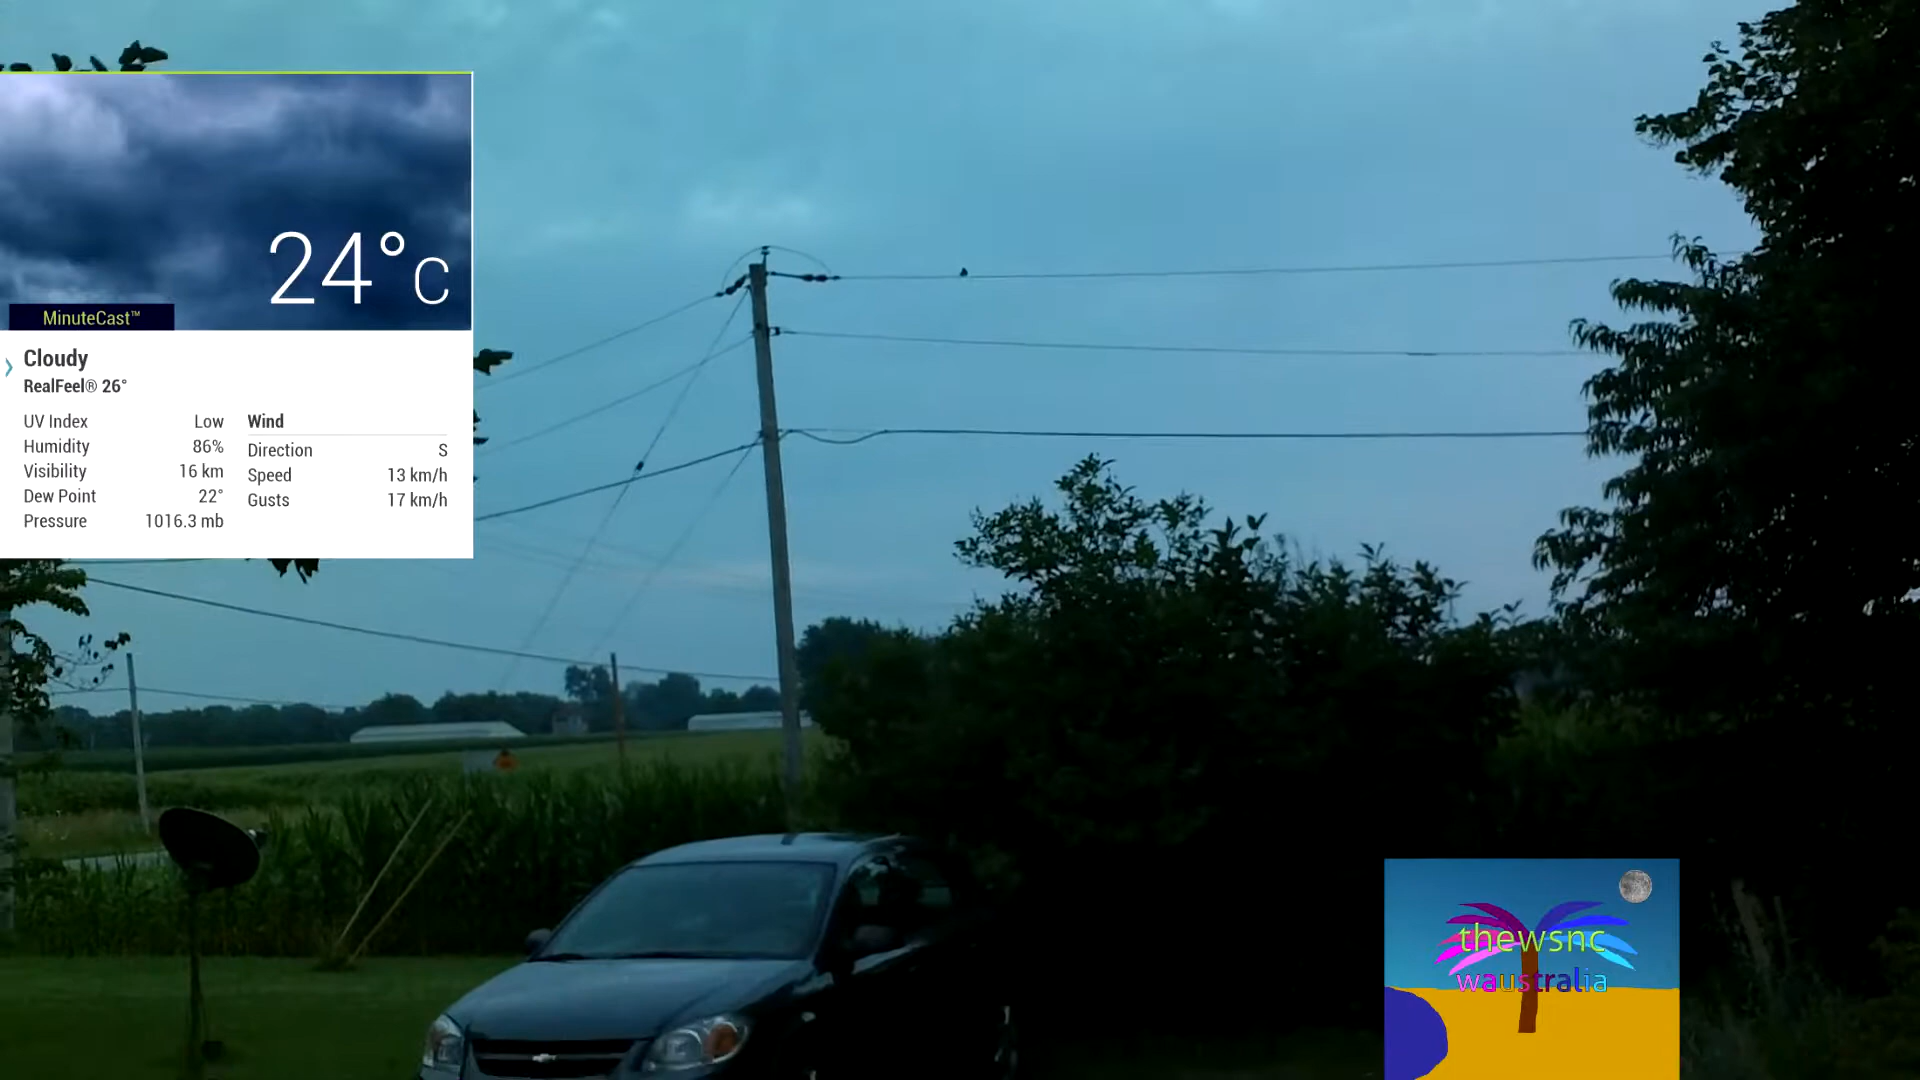 24°C
MinuteCast™
Cloudy
RealFeel® 26°
UV Index Low
Humidity 86%
Visibility 16 km
Dew Point 22°
Pressure 1016.3 mb
Wind
Direction S
Speed 13 km/h
Gusts 17 km/h
thewsnc
waustralia